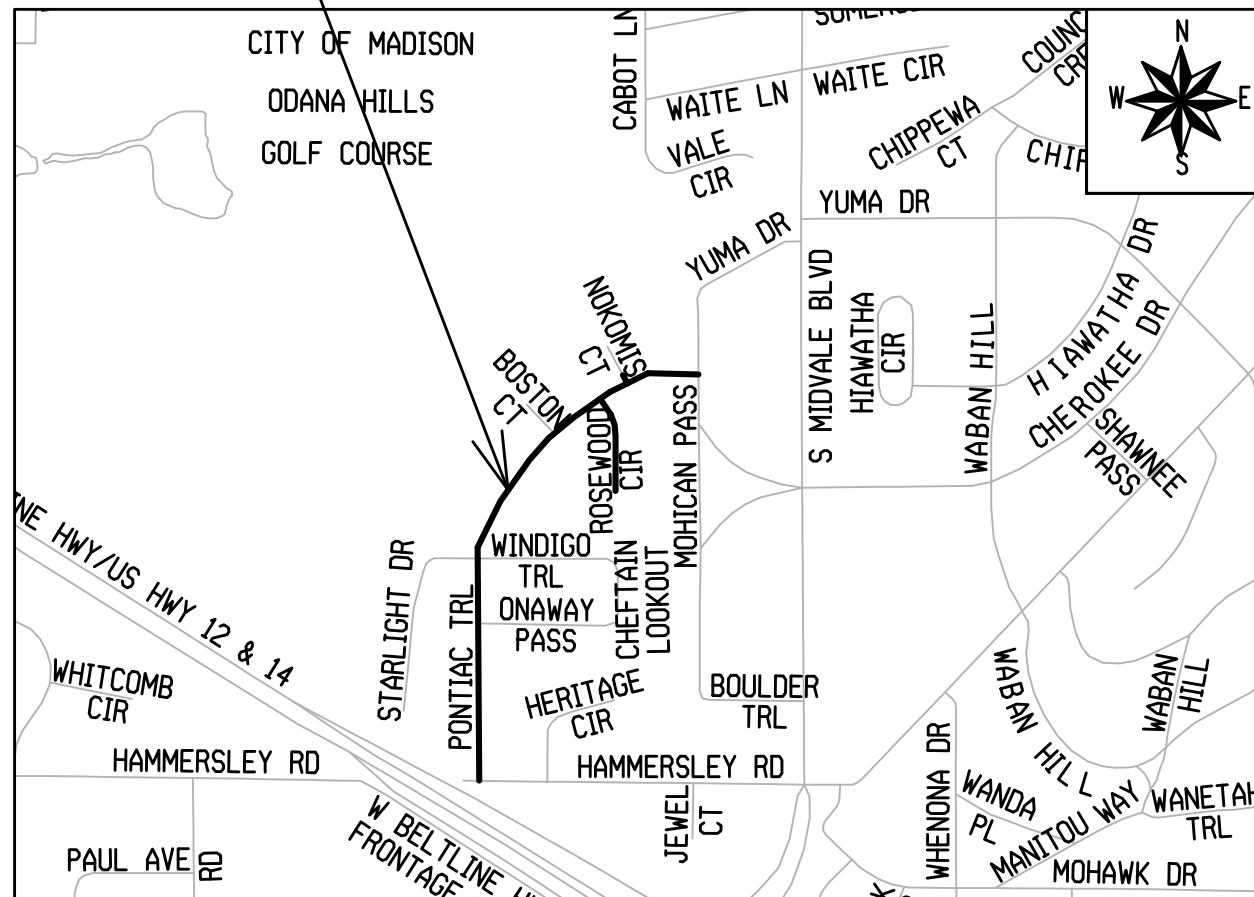 CITY OF MADISON
ODANA HILLS
GOLF COURSE
CABOT LN
WAITE LN
WAITE CIR
VALE
CIR
CHIPPEWA
CT
N
W
E
S
YUMA DR
YUMA DR
S MIDVALE BLVD
HIAWATHA
CIR
WABAN HILL
HIAWATHA DR
CHEROKEE DR
SHAWNEE
PASS
NOKOMIS
CT
BOSTON
CT
ROSEWOOD
CIR
MOHICAN PASS
WINDIGO
TRL
ONAWAY
PASS
CHEFTAIN
LOOKOUT
STARLIGHT DR
PONTIAC TRL
HERITAGE
CIR
BOULDER
TRL
HWY/US HWY 12 & 14
WHITCOMB
CIR
HAMMERSLEY RD
HAMMERSLEY RD
W BELTLINE
FRONTAGE
PAUL AVE
RD
JEWEL
CT
WHENONA DR
WANDA
PL
MANITOU WAY
MOHAWK DR
WABAN HILL
WABAN
HILL
TRL